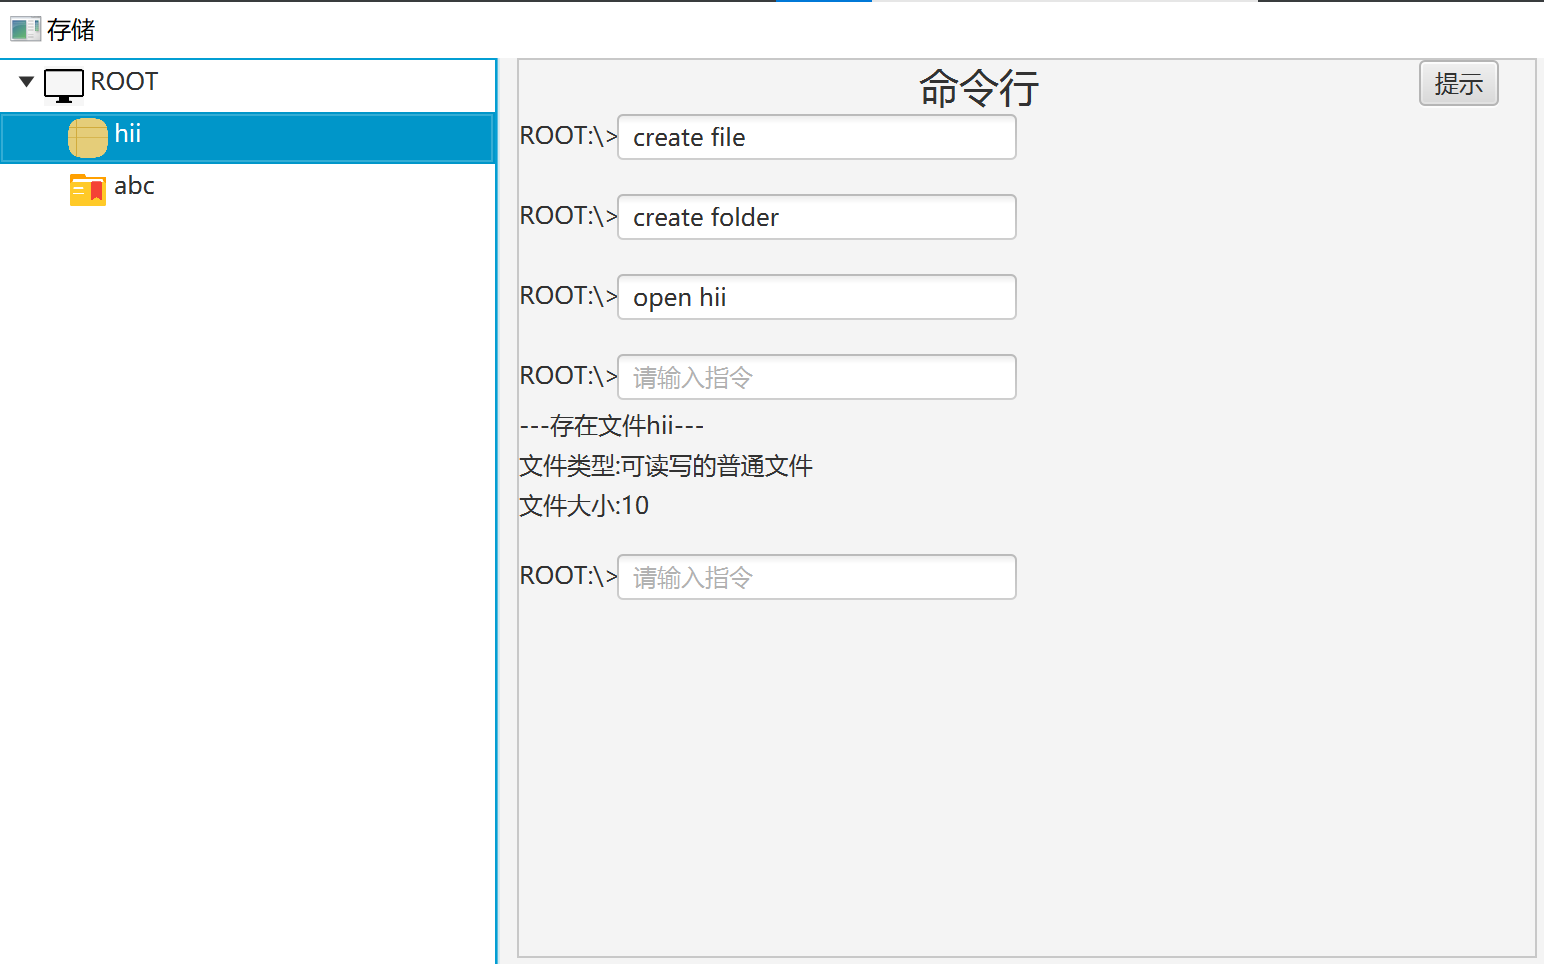 存储
ROOT
hii
abc
命令行
提示
ROOT:\> create file
ROOT:\> create folder
ROOT:\> open hii
ROOT:\> 请输入指令
---存在文件hii---
文件类型:可读写的普通文件
文件大小:10
ROOT:\> 请输入指令